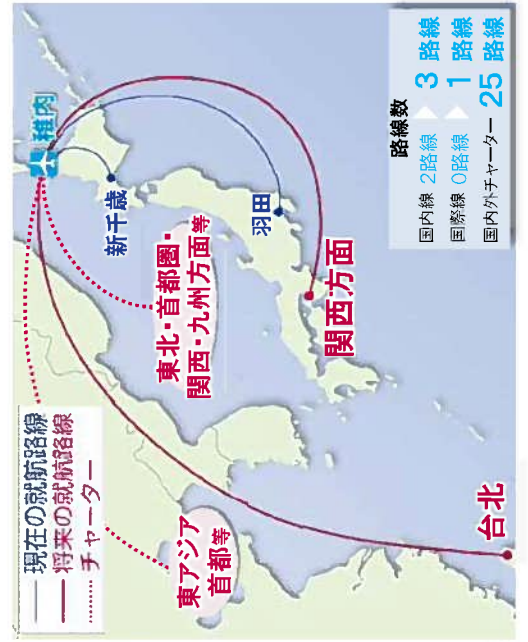 現在の就航路線
将来の就航路線
チャーター
稚内
新千歳
羽田
東北・首都圏・
関西・九州方面等
関西方面
東アジア
首都等
台北
路線数
国内線 2路線 3 路線
国際線 0路線 1 路線
国内外チャーター 25 路線